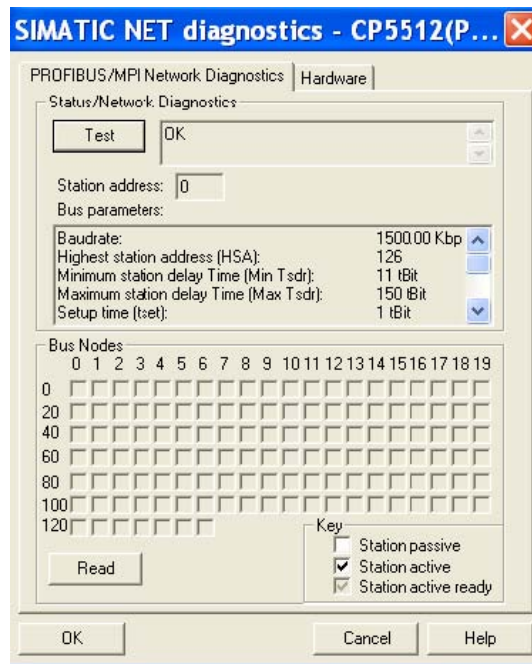 SIMATIC NET diagnostics - CP5512(P...
PROFIBUS/MPI Network Diagnostics Hardware
Status/Network Diagnostics
Test OK
Station address: 0
Bus parameters:
Baudrate: 1500.00 Kbp
Highest station address (HSA): 126
Minimum station delay Time (Min Tsdr): 11 tBit
Maximum station delay Time (Max Tsdr): 150 tBit
Setup time (tset): 1 tBit
Bus Nodes
0 1 2 3 4 5 6 7 8 9 10 11 12 13 14 15 16 17 18 19
0
20
40
60
80
100
120
Key
Station passive
Station active
Station active ready
Read
OK Cancel Help